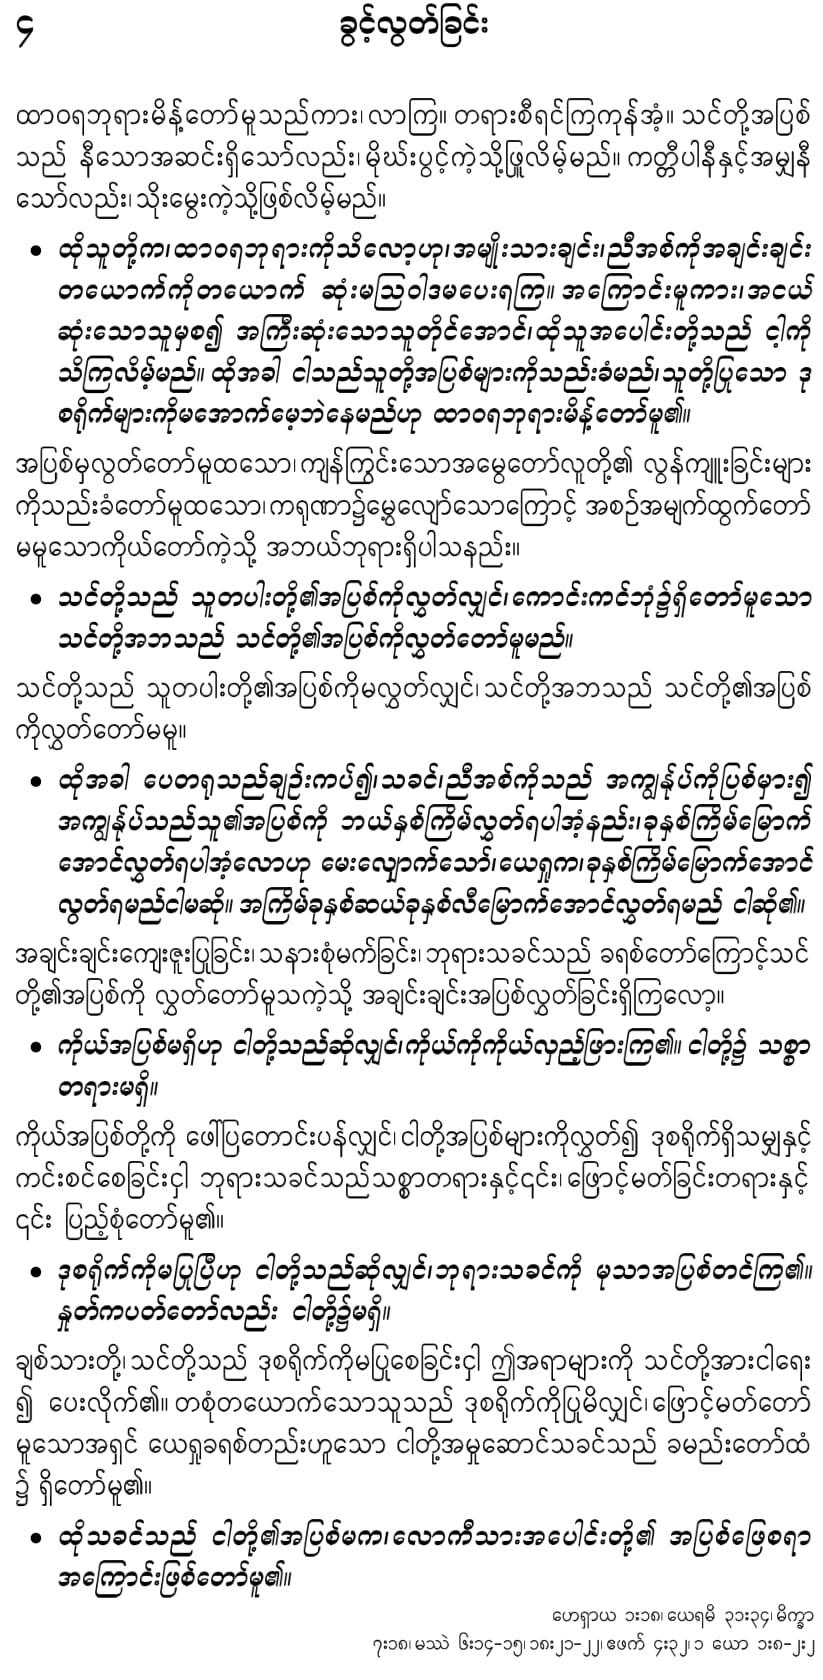 ၄ ခွင့်လွှတ်ခြင်း
ထာဝရဘုရားမိန့်တော်မူသည်ကား၊ လာကြ။ တရားစီရင်ကြကုန်အံ့။ သင်တို့အပြစ်
သည် နီသောအဆင်းရှိသော်လည်း၊ မိုဃ်းပွင့်ကဲ့သို့ဖြူလိမ့်မည်။ ကတ္တီပါနီနှင့်အမျှနီ
သော်လည်း၊ သိုးမွေးကဲ့သို့ဖြစ်လိမ့်မည်။
• ထိုသူတို့က၊ ထာဝရဘုရားကိုသိလော့ဟု၊ အမျိုးသားချင်း၊ ညီအစ်ကိုအချင်းချင်း
တယောက်ကိုတယောက် ဆုံးမဩဝါဒမပေးရကြ။ အကြောင်းမူကား၊ အငယ်
ဆုံးသောသူမှစ၍ အကြီးဆုံးသောသူတိုင်အောင်၊ ထိုသူအပေါင်းတို့သည် ငါ့ကို
သိကြလိမ့်မည်။ ထိုအခါ ငါသည်သူတို့အပြစ်များကိုသည်းခံမည်၊ သူတို့ပြုသော ဒု
စရိုက်များကိုမအောက်မေ့ဘဲနေမည်ဟု ထာဝရဘုရားမိန့်တော်မူ၏။
အပြစ်မှလွှတ်တော်မူထသော၊ ကျန်ကြွင်းသောအမွေတော်လူတို့၏ လွန်ကျူးခြင်းများ
ကိုသည်းခံတော်မူထသော၊ ကရုဏာ၌မွေ့လျော်သောကြောင့် အစဉ်အမျက်ထွက်တော်
မမူသောကိုယ်တော်ကဲ့သို့ အဘယ်ဘုရားရှိပါသနည်း။
• သင်တို့သည် သူတပါးတို့၏အပြစ်ကိုလွှတ်လျှင်၊ ကောင်းကင်ဘုံ၌ရှိတော်မူသော
သင်တို့အဘသည် သင်တို့၏အပြစ်ကိုလွှတ်တော်မူမည်။
သင်တို့သည် သူတပါးတို့၏အပြစ်ကိုမလွှတ်လျှင်၊ သင်တို့အဘသည် သင်တို့၏အပြစ်
ကိုလွှတ်တော်မမူ။
• ထိုအခါ ပေတရုသည်ချဉ်းကပ်၍၊ သခင်၊ ညီအစ်ကိုသည် အကျွန်ုပ်ကိုပြစ်မှား၍
အကျွန်ုပ်သည်သူ၏အပြစ်ကို ဘယ်နှစ်ကြိမ်လွှတ်ရပါအံ့နည်း၊ ခုနှစ်ကြိမ်မြောက်
အောင်လွှတ်ရပါအံ့လောဟု မေးလျှောက်သော်၊ ယေရှုက၊ ခုနှစ်ကြိမ်မြောက်အောင်
လွှတ်ရမည်ငါမဆို။ အကြိမ်ခုနှစ်ဆယ်ခုနှစ်လီမြောက်အောင်လွှတ်ရမည် ငါဆို၏။
အချင်းချင်းကျေးဇူးပြုခြင်း၊ သနားစုံမက်ခြင်း၊ ဘုရားသခင်သည် ခရစ်တော်ကြောင့်သင်
တို့၏အပြစ်ကို လွှတ်တော်မူသကဲ့သို့ အချင်းချင်းအပြစ်လွှတ်ခြင်းရှိကြလော့။
• ကိုယ်အပြစ်မရှိဟု ငါတို့သည်ဆိုလျှင်၊ ကိုယ်ကိုကိုယ်လှည့်ဖြားကြ၏။ ငါတို့၌ သစ္စာ
တရားမရှိ။
ကိုယ်အပြစ်တို့ကို ဖော်ပြတောင်းပန်လျှင်၊ ငါတို့အပြစ်များကိုလွှတ်၍ ဒုစရိုက်ရှိသမျှနှင့်
ကင်းစင်စေခြင်းငှါ ဘုရားသခင်သည်သစ္စာတရားနှင့်၎င်း၊ ဖြောင့်မတ်ခြင်းတရားနှင့်
၎င်း ပြည့်စုံတော်မူ၏။
• ဒုစရိုက်ကိုမပြုပြီဟု ငါတို့သည်ဆိုလျှင်၊ ဘုရားသခင်ကို မုသာအပြစ်တင်ကြ၏။
နှုတ်ကပတ်တော်လည်း ငါတို့၌မရှိ။
ချစ်သားတို့၊ သင်တို့သည် ဒုစရိုက်ကိုမပြုစေခြင်းငှါ ဤအရာများကို သင်တို့အားငါရေး
၍ ပေးလိုက်၏။ တစုံတယောက်သောသူသည် ဒုစရိုက်ကိုပြုမိလျှင်၊ ဖြောင့်မတ်တော်
မူသောအရှင် ယေရှုခရစ်တည်းဟူသော ငါတို့အမှုဆောင်သခင်သည် ခမည်းတော်ထံ
၌ ရှိတော်မူ၏။
• ထိုသခင်သည် ငါတို့၏အပြစ်မက၊ လောကီသားအပေါင်းတို့၏ အပြစ်ဖြေစရာ
အကြောင်းဖြစ်တော်မူ၏။
ဟေရှာယ ၁း၁၈၊ ယေရမိ ၃၁း၃၄၊ မိက္ခာ
၇း၁၈၊ မဿဲ ၆း၁၄-၁၅၊ ၁၈း၂၁-၂၂၊ ဧဖက် ၄း၃၂၊ ၁ ယော ၁း၈-၂း၂